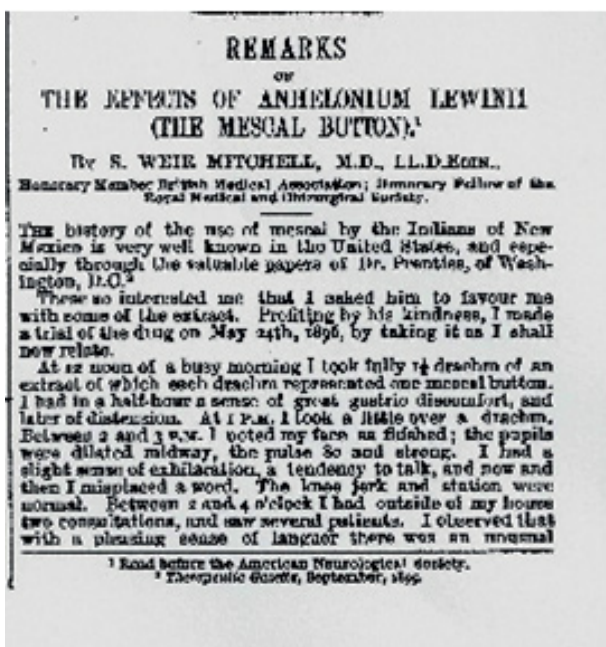 REMARKS
ON
THE EFFECTS OF ANHELONIUM LEWINII
(THE MESCAL BUTTON).¹
By S. WEIR MITCHELL, M.D., LL.D.EDIN.,
Honorary Member British Medical Association; Honorary Fellow of the
Royal Medical and Chirurgical Society.
THE history of the use of mescal by the Indians of New
Mexico is very well known in the United States, and espe-
cially through the valuable papers of Dr. Prentiss, of Wash-
ington, D.C.²
These so interested me that I asked him to favour me
with some of the extract. Profiting by his kindness, I made
a trial of the drug on May 24th, 1896, by taking it as I shall
now relate.
At 12 noon of a busy morning I took fully 1½ drachm of an
extract of which each drachm represented one mescal button.
I had in a half-hour a sense of great gastric discomfort, and
later of distension. At 1 P.M. I took a little over a drachm.
Between 2 and 3 P.M. I noted my face as flushed; the pupils
were dilated midway, the pulse 80 and strong. I had a
slight sense of exhilaration, a tendency to talk, and now and
then I misplaced a word. The knee jerk and station were
normal. Between 2 and 4 o'clock I had outside of my house
two consultations, and saw several patients. I observed that
with a pleasing sense of languor there was an unusual
¹ Read before the American Neurological Society.
² Therapeutic Gazette, September, 1895.